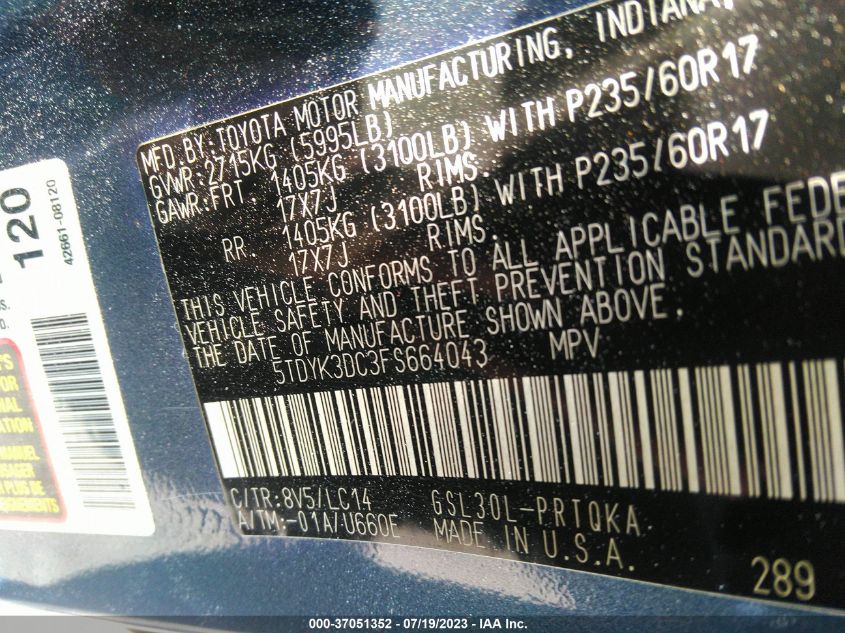 MFD.BY:TOYOTA MOTOR MANUFACTURING, INDIANA,
GVWR:2715KG (5995LB)
GAWR:FRT. 1405KG (3100LB) WITH P235/60R17
17X7J RIMS.
RR. 1405KG (3100LB) WITH P235/60R17
17X7J RIMS.
THIS VEHICLE CONFORMS TO ALL APPLICABLE FEDE
VEHICLE SAFETY AND THEFT PREVENTION STANDARD
THE DATE OF MANUFACTURE SHOWN ABOVE.
5TDYK3DC3FS664043 MPV
C/TR:8V5/LC14 GSL30L-PRTQKA
A/TM:-01A/U660E MADE IN U.S.A.
289
120
42661-08120
000-37051352 - 07/19/2023 - IAA Inc.